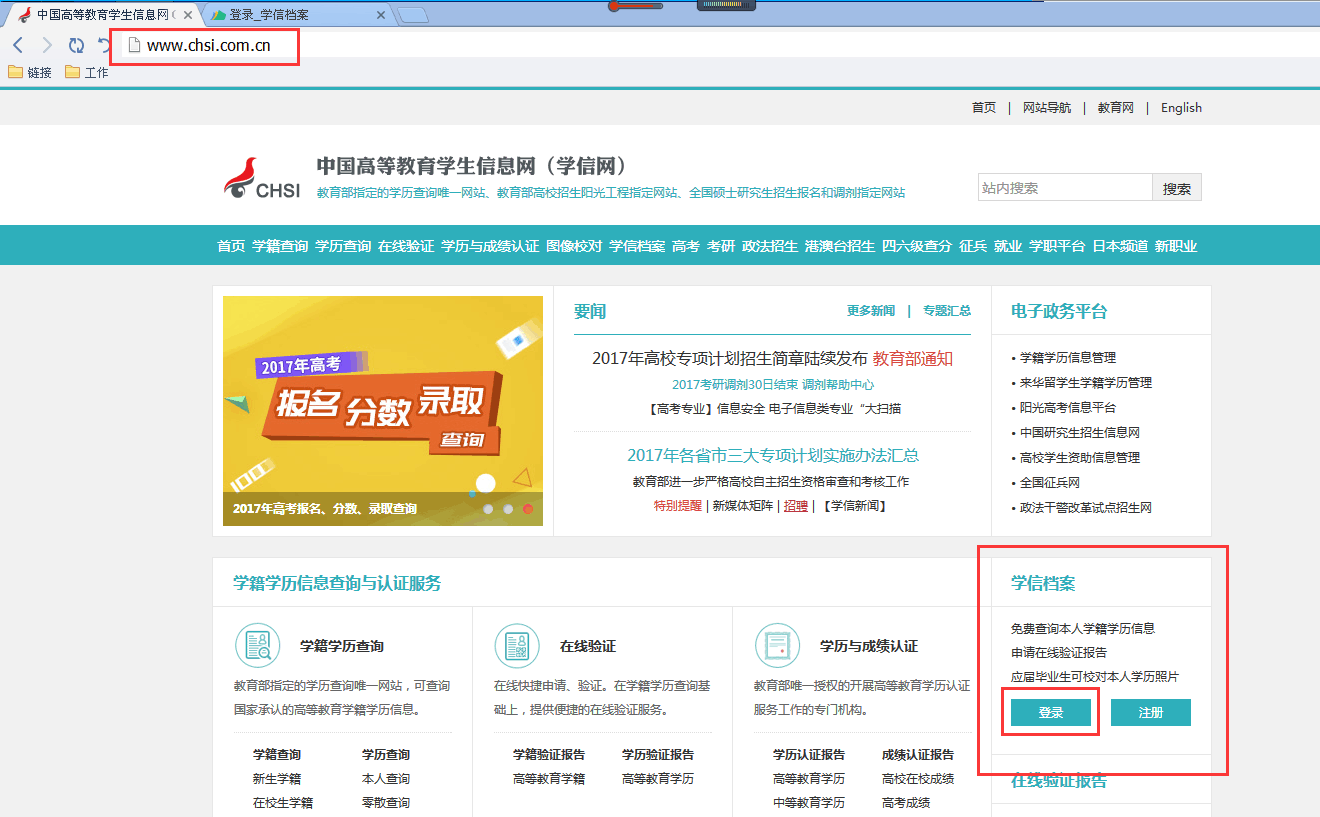 中国高等教育学生信息网（
登录_学信档案
www.chsi.com.cn
链接 工作
首页 | 网站导航 | 教育网 | English
CHSI
中国高等教育学生信息网（学信网）
教育部指定的学历查询唯一网站、教育部高校招生阳光工程指定网站、全国硕士研究生招生报名和调剂指定网站
站内搜索 搜索
首页 学籍查询 学历查询 在线验证 学历与成绩认证 图像校对 学信档案 高考 考研 政法招生 港澳台招生 四六级查分 征兵 就业 学职平台 日本频道 新职业
2017年高考
报名 分数 录取
查询
2017年高考报名、分数、录取查询
要闻
更多新闻 | 专题汇总
2017年高校专项计划招生简章陆续发布 教育部通知
2017考研调剂30日结束 调剂帮助中心
【高考专业】信息安全 电子信息类专业“大扫描
2017年各省市三大专项计划实施办法汇总
教育部进一步严格高校自主招生资格审查和考核工作
特别提醒 | 新媒体矩阵 | 招聘 | 【学信新闻】
电子政务平台
• 学籍学历信息管理
• 来华留学生学籍学历管理
• 阳光高考信息平台
• 中国研究生招生信息网
• 高校学生资助信息管理
• 全国征兵网
• 政法干警改革试点招生网
学籍学历信息查询与认证服务
学籍学历查询
教育部指定的学历查询唯一网站，可查询
国家承认的高等教育学籍学历信息。
学籍查询 学历查询
新生学籍 本人查询
在校生学籍 零散查询
在线验证
在线快捷申请、验证。在学籍学历查询基
础上，提供便捷的在线验证服务。
学籍验证报告 学历验证报告
高等教育学籍 高等教育学历
学历与成绩认证
教育部唯一授权的开展高等教育学历认证
服务工作的专门机构。
学历认证报告 成绩认证报告
高等教育学历 高校在校成绩
中等教育学历 高考成绩
学信档案
免费查询本人学籍学历信息
申请在线验证报告
应届毕业生可校对本人学历照片
登录 注册
在线验证报告